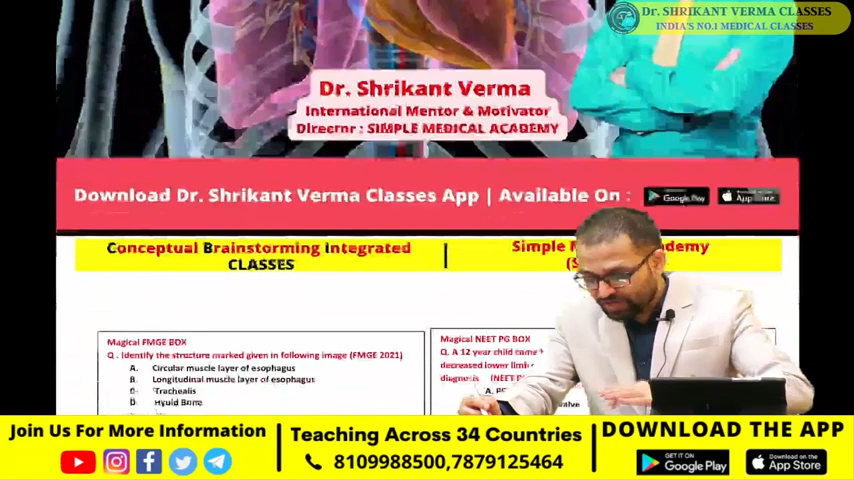 Dr. SHRIKANT VERMA CLASSES
INDIA'S NO.1 MEDICAL CLASSES
Dr. Shrikant Verma
International Mentor & Motivator
: SIMPLE MEDICAL ACADEMY
Download Dr. Shrikant Verma Classes App | Available On :
Google Play
App Store
Conceptual Brainstorming Integrated
CLASSES
Simple
Magical FMGE BOX
Q . Identify the structure marked given in following image (FMGE 2021)
A. Circular muscle layer of esophagus
B. Longitudinal muscle layer of esophagus
C. Trachealis
D. Hyoid Bone
Magical NEET PG BOX
Q. A 12 year child came
decreased lower
diagnosis
A.
Join Us For More Information
Teaching Across 34 Countries
8109988500,7879125464
DOWNLOAD THE APP
GET IT ON
Google Play
Download on the
App Store